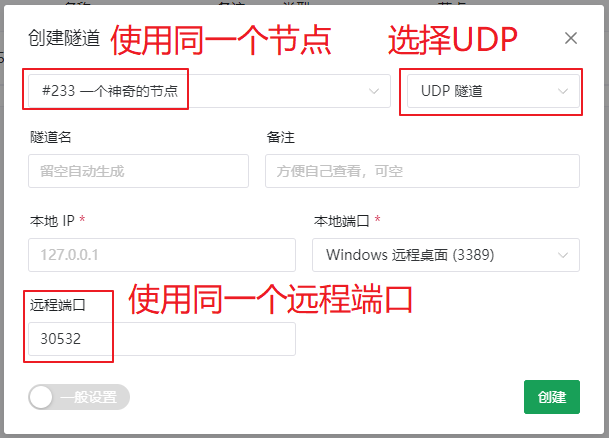 创建隧道 使用同一个节点 选择UDP
#233 一个神奇的节点 UDP 隧道
隧道名 备注
留空自动生成 方便自己查看，可空
本地 IP * 本地端口 *
127.0.0.1 Windows 远程桌面 (3389)
使用同一个远程端口
远程端口
30532
一般设置 创建